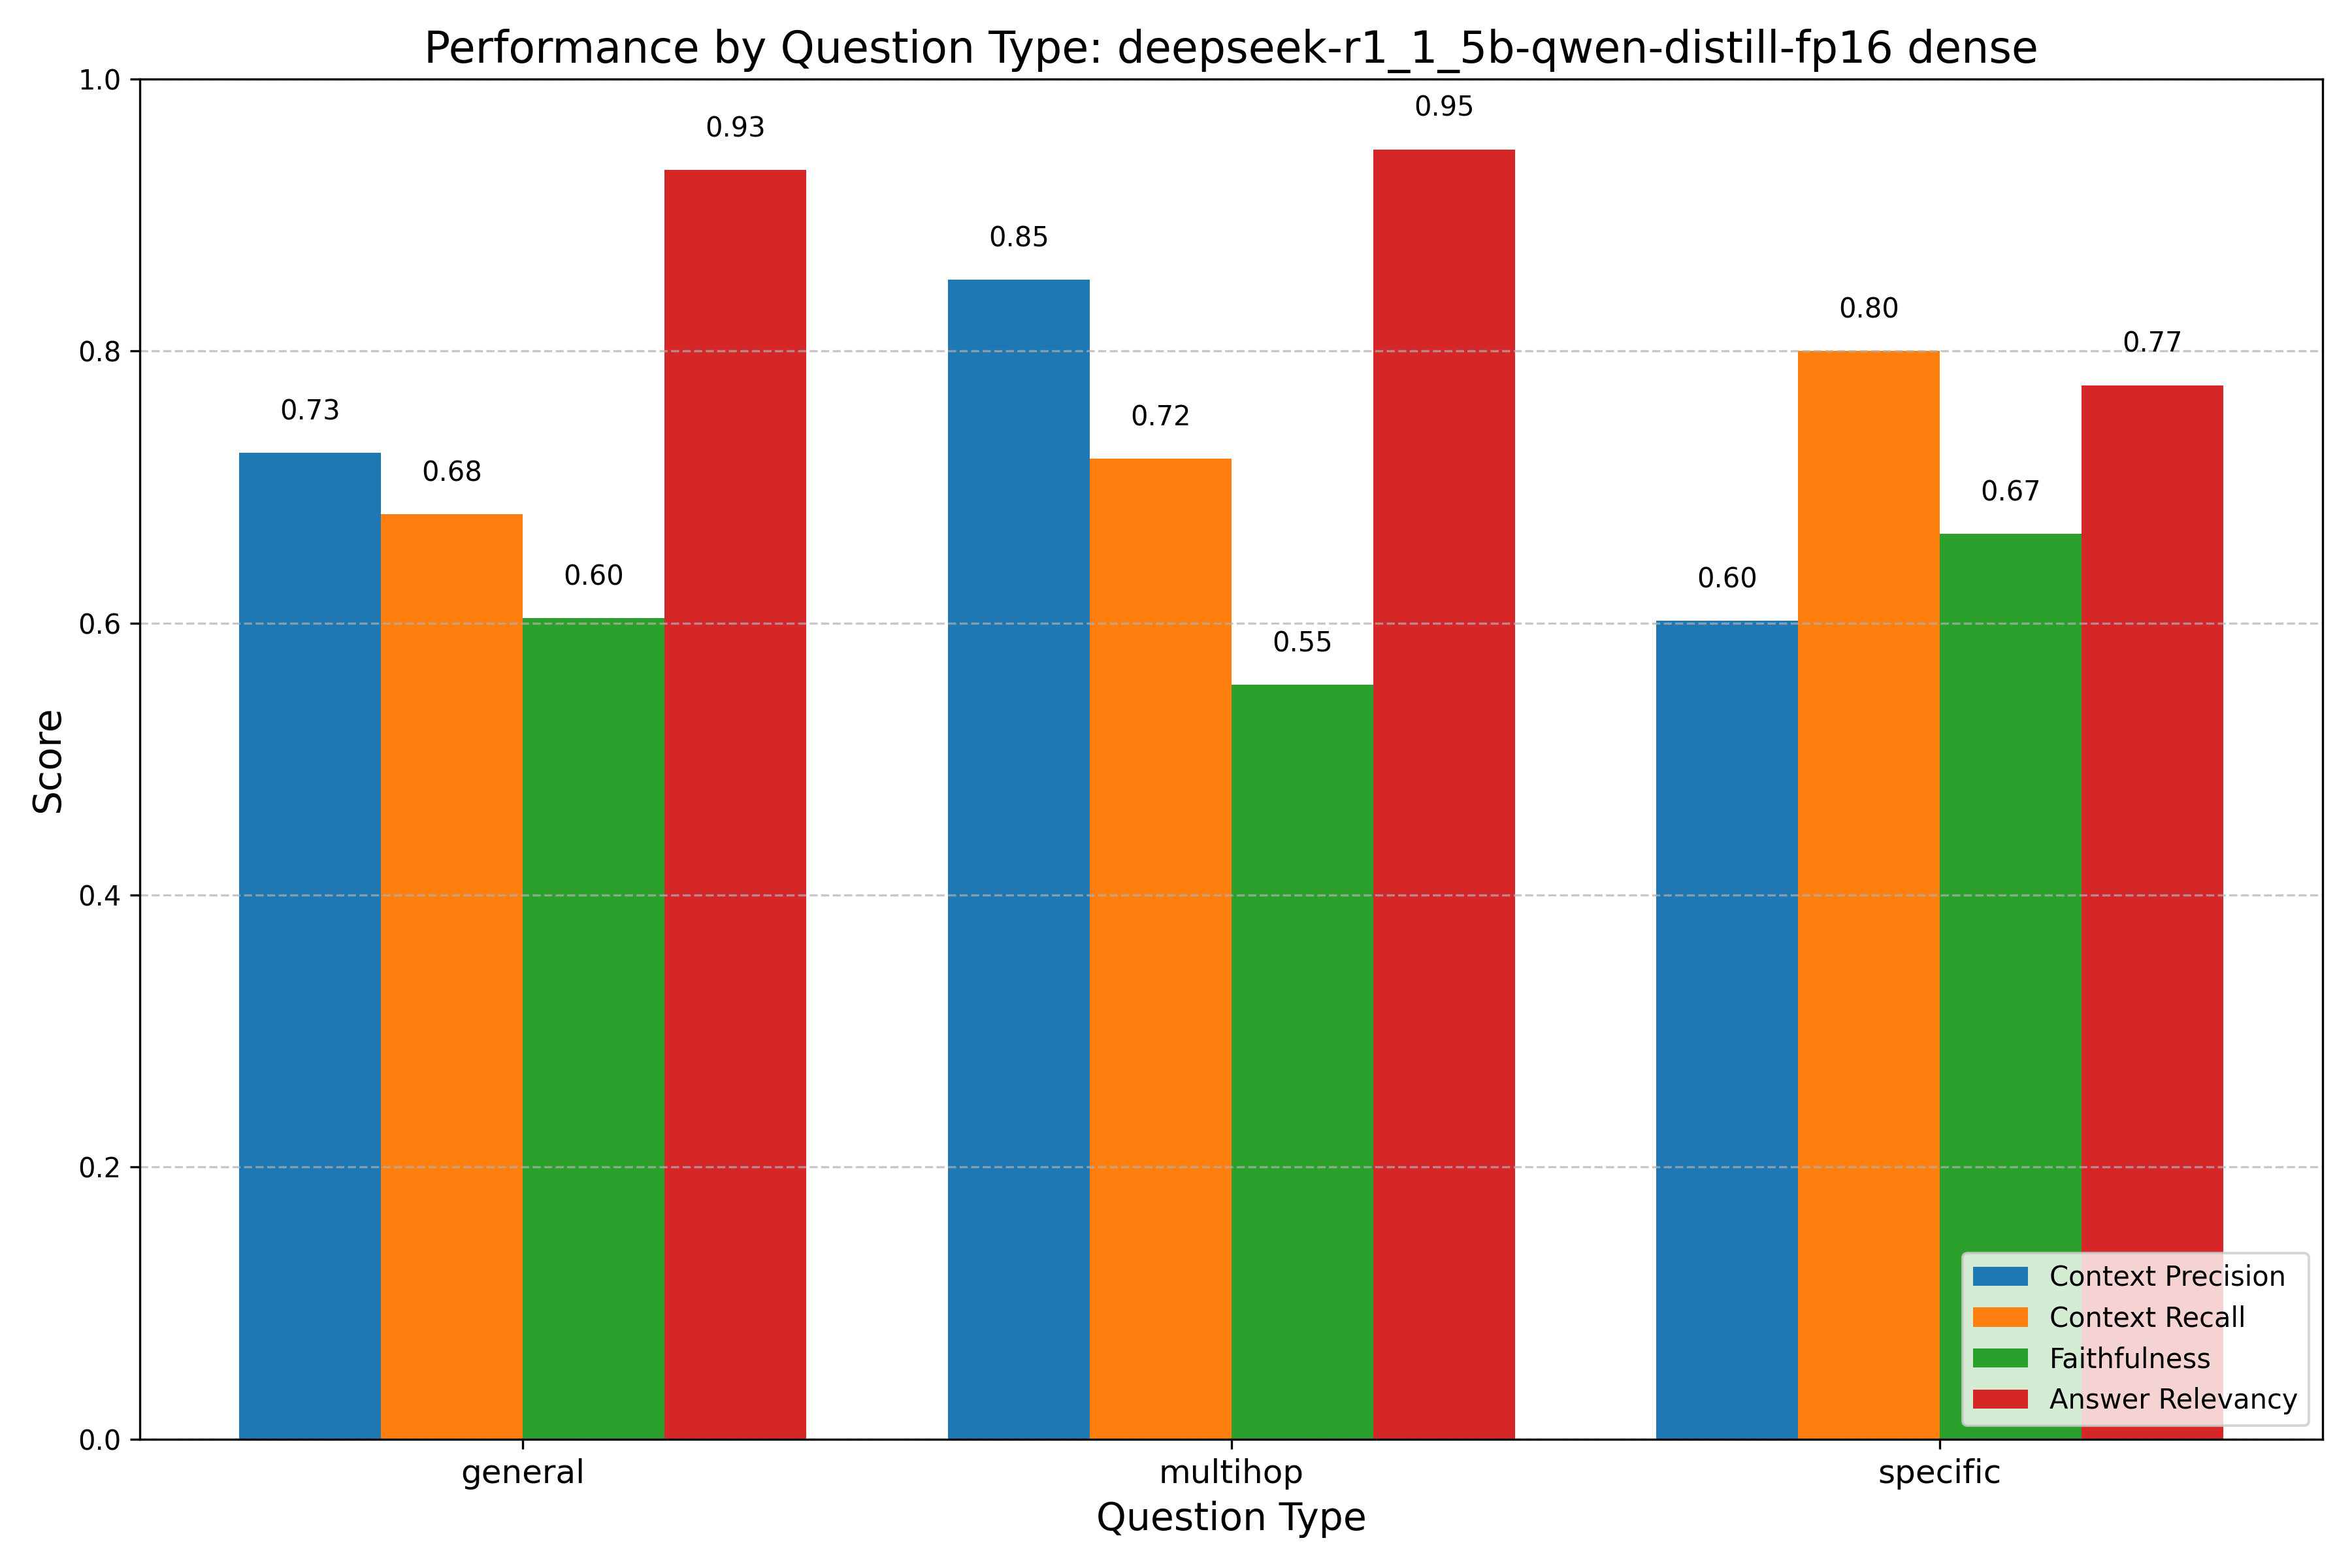 Performance by Question Type: deepseek-r1_1_5b-qwen-distill-fp16 dense
1.0
0.8
0.6
0.4
0.2
0.0
Score
0.73
0.68
0.60
0.93
0.85
0.72
0.55
0.95
0.60
0.80
0.67
0.77
Context Precision
Context Recall
Faithfulness
Answer Relevancy
general
multihop
specific
Question Type